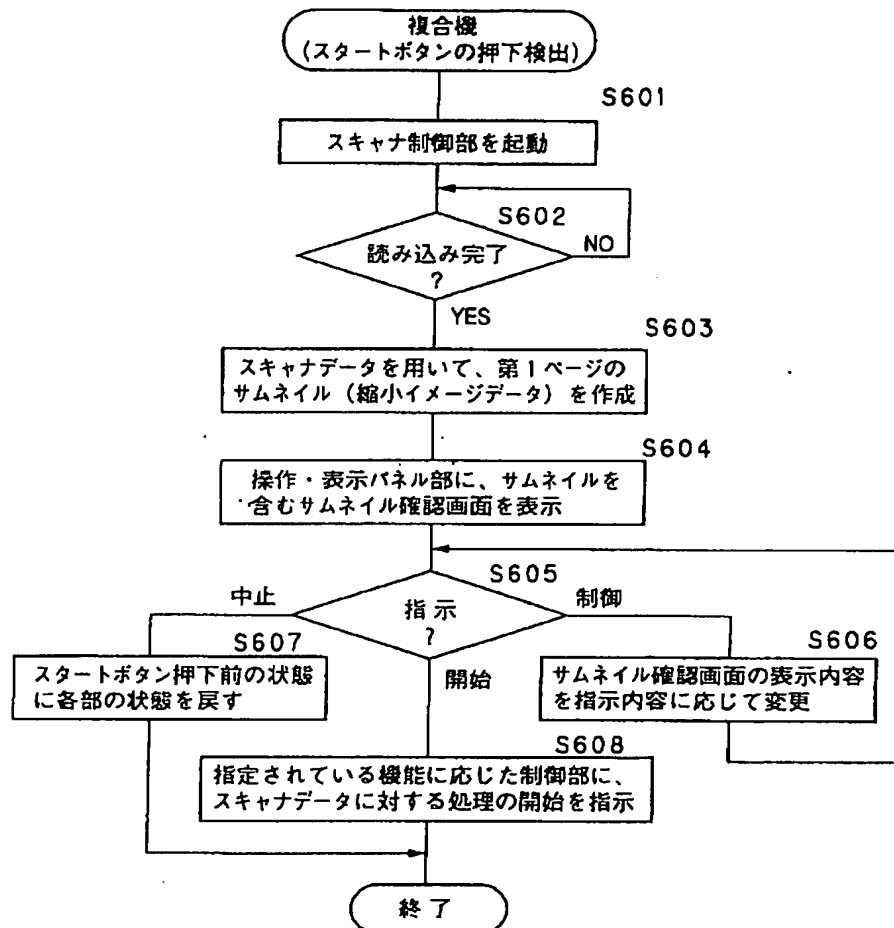 複合機
(スタートボタンの押下検出)
S601
スキャナ制御部を起動
S602
読み込み完了
?
NO
YES
S603
スキャナデータを用いて、第1ページの
サムネイル(縮小イメージデータ)を作成
S604
操作・表示パネル部に、サムネイルを
含むサムネイル確認画面を表示
S605
指示
?
中止
制御
開始
S607
スタートボタン押下前の状態
に各部の状態を戻す
S606
サムネイル確認画面の表示内容
を指示内容に応じて変更
S608
指定されている機能に応じた制御部に、
スキャナデータに対する処理の開始を指示
終了